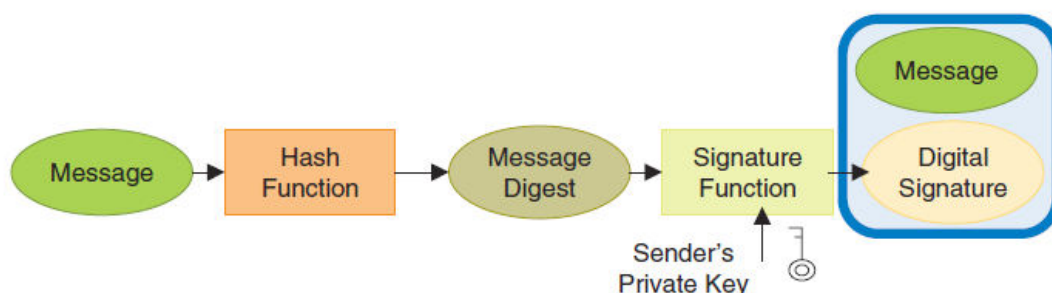 Message
Hash
Function
Message
Digest
Signature
Function
Message
Digital
Signature
Sender's
Private Key